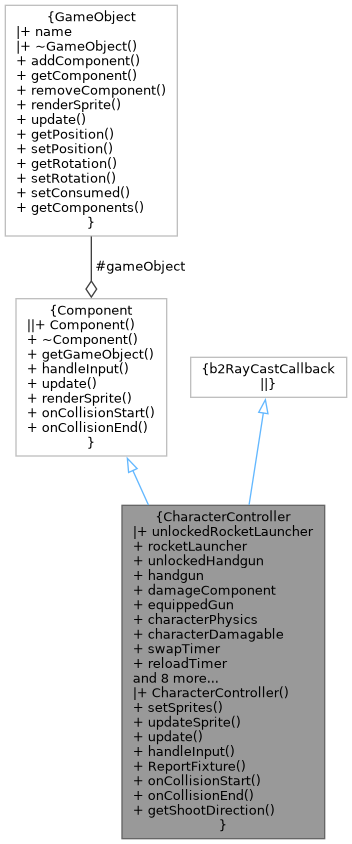 {GameObject
|+ name
|+ ~GameObject()
+ addComponent()
+ getComponent()
+ removeComponent()
+ renderSprite()
+ update()
+ getPosition()
+ setPosition()
+ getRotation()
+ setRotation()
+ setConsumed()
+ getComponents()
}
#gameObject
{Component
||+ Component()
+ ~Component()
+ getGameObject()
+ handleInput()
+ update()
+ renderSprite()
+ onCollisionStart()
+ onCollisionEnd()
}
{b2RayCastCallback
||}
{CharacterController
|+ unlockedRocketLauncher
+ rocketLauncher
+ unlockedHandgun
+ handgun
+ damageComponent
+ equippedGun
+ characterPhysics
+ characterDamagable
+ swapTimer
+ reloadTimer
and 8 more...
|+ CharacterController()
+ setSprites()
+ updateSprite()
+ update()
+ handleInput()
+ ReportFixture()
+ onCollisionStart()
+ onCollisionEnd()
+ getShootDirection()
}